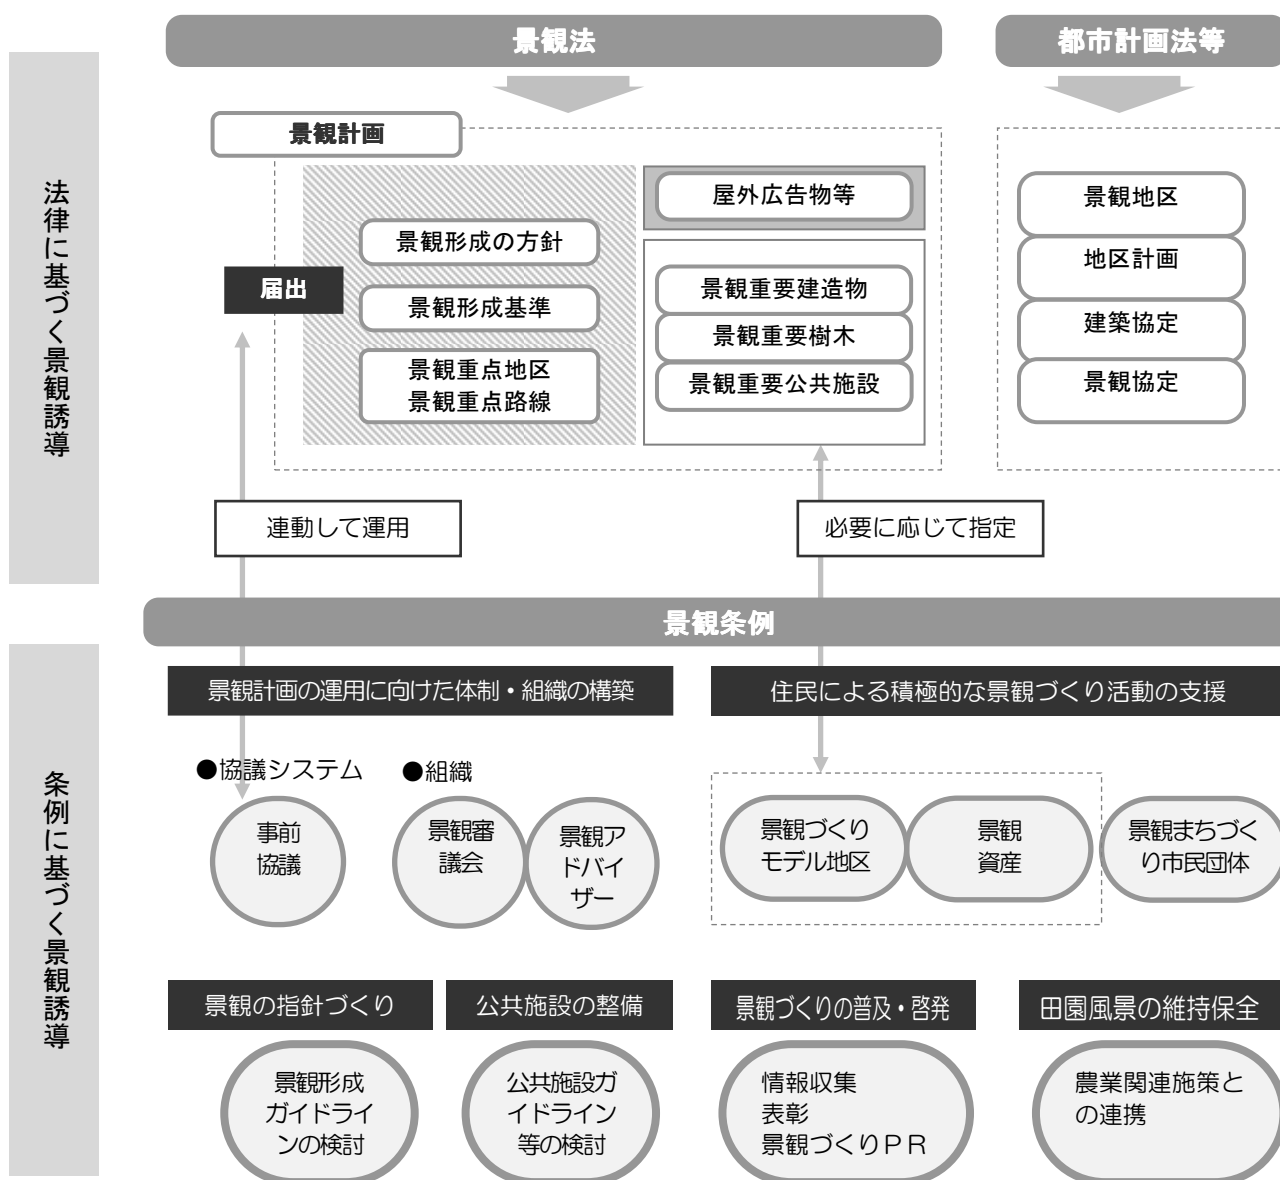 景観法
都市計画法等
法律に基づく景観誘導
景観計画
屋外広告物等
景観形成の方針
届出
景観形成基準
景観重点地区
景観重点路線
景観重要建造物
景観重要樹木
景観重要公共施設
景観地区
地区計画
建築協定
景観協定
連動して運用
必要に応じて指定
景観条例
条例に基づく景観誘導
景観計画の運用に向けた体制・組織の構築
住民による積極的な景観づくり活動の支援
●協議システム
●組織
事前
協議
景観審
議会
景観ア
ドバイ
ザー
景観づくり
モデル地区
景観
資産
景観まちづく
り市民団体
景観の指針づくり
公共施設の整備
景観づくりの普及・啓発
田園風景の維持保全
景観形成
ガイドライ
ンの検討
公共施設ガ
イドライン
等の検討
情報収集
表彰
景観づくりPR
農業関連施策と
の連携